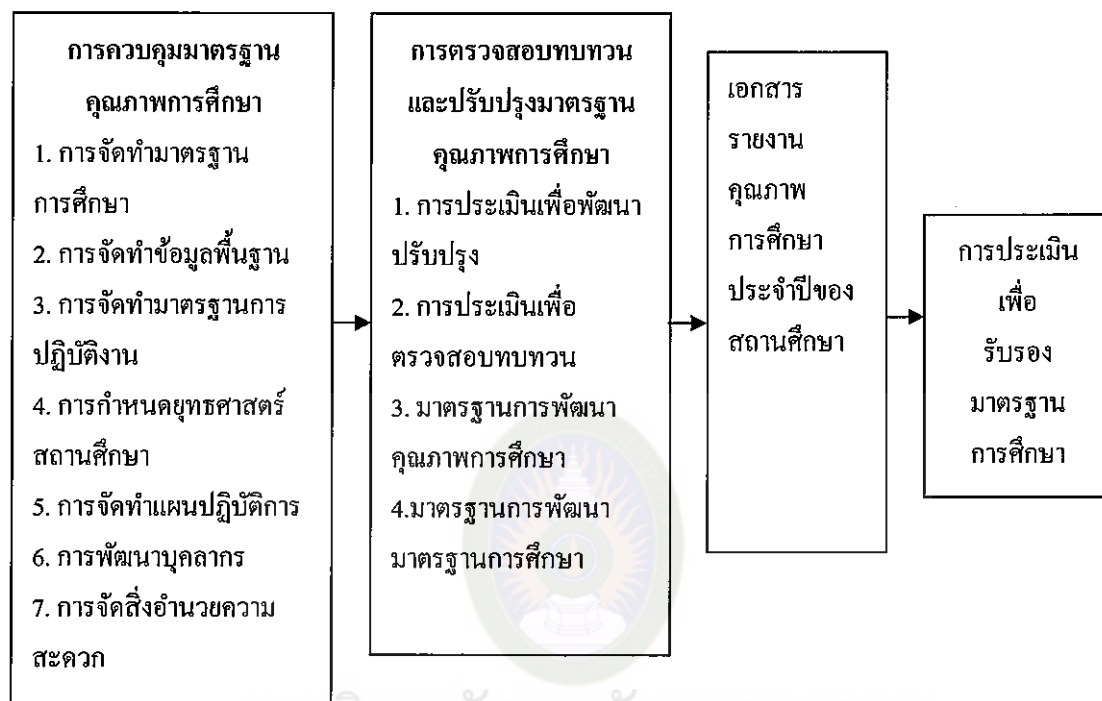 การควบคุมมาตรฐาน
คุณภาพการศึกษา
1. การจัดทำมาตรฐาน
การศึกษา
2. การจัดทำข้อมูลพื้นฐาน
3. การจัดทำมาตรฐานการ
ปฏิบัติงาน
4. การกำหนดยุทธศาสตร์
สถานศึกษา
5. การจัดทำแผนปฏิบัติการ
6. การพัฒนาบุคลากร
7. การจัดสิ่งอำนวยความ
สะดวก
การตรวจสอบทบทวน
และปรับปรุงมาตรฐาน
คุณภาพการศึกษา
1. การประเมินเพื่อพัฒนา
ปรับปรุง
2. การประเมินเพื่อ
ตรวจสอบทบทวน
3. มาตรฐานการพัฒนา
คุณภาพการศึกษา
4.มาตรฐานการพัฒนา
มาตรฐานการศึกษา
เอกสาร
รายงาน
คุณภาพ
การศึกษา
ประจำปีของ
สถานศึกษา
การประเมิน
เพื่อ
รับรอง
มาตรฐาน
การศึกษา